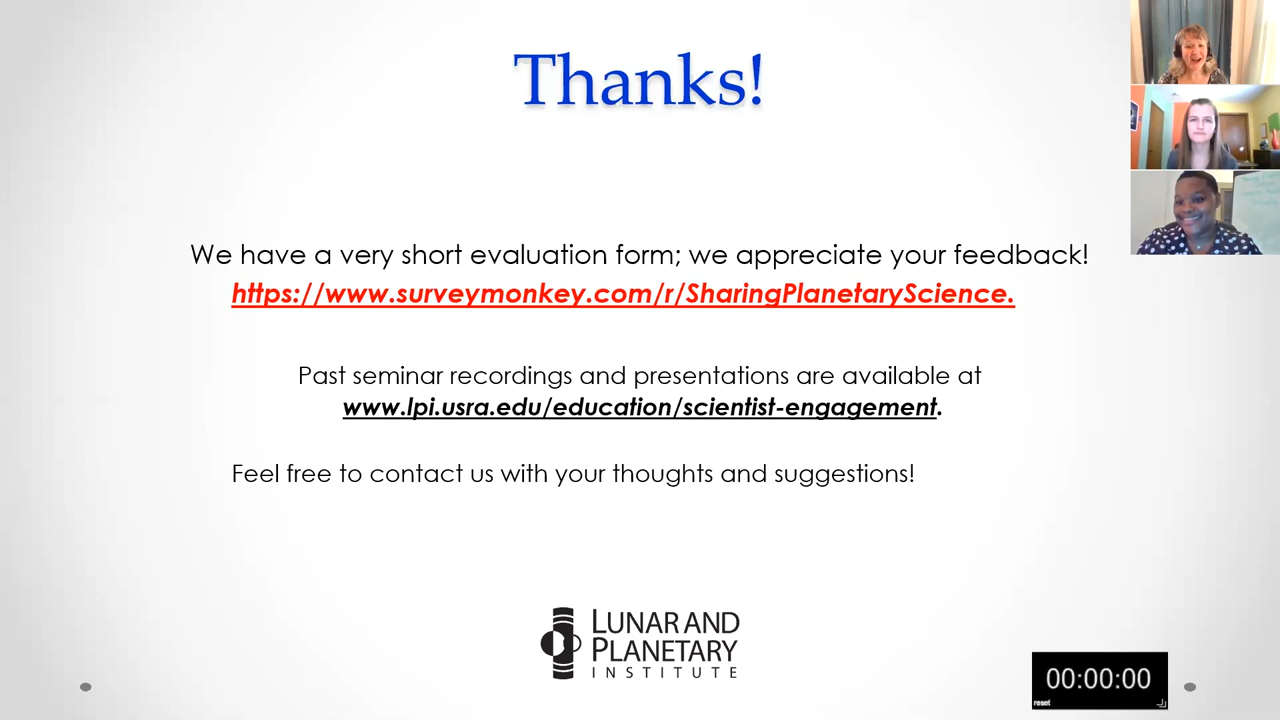 Thanks!
We have a very short evaluation form; we appreciate your feedback!
https://www.surveymonkey.com/r/SharingPlanetaryScience.
Past seminar recordings and presentations are available at
www.lpi.usra.edu/education/scientist-engagement.
Feel free to contact us with your thoughts and suggestions!
LUNAR AND
PLANETARY
INSTITUTE
00:00:00
reset